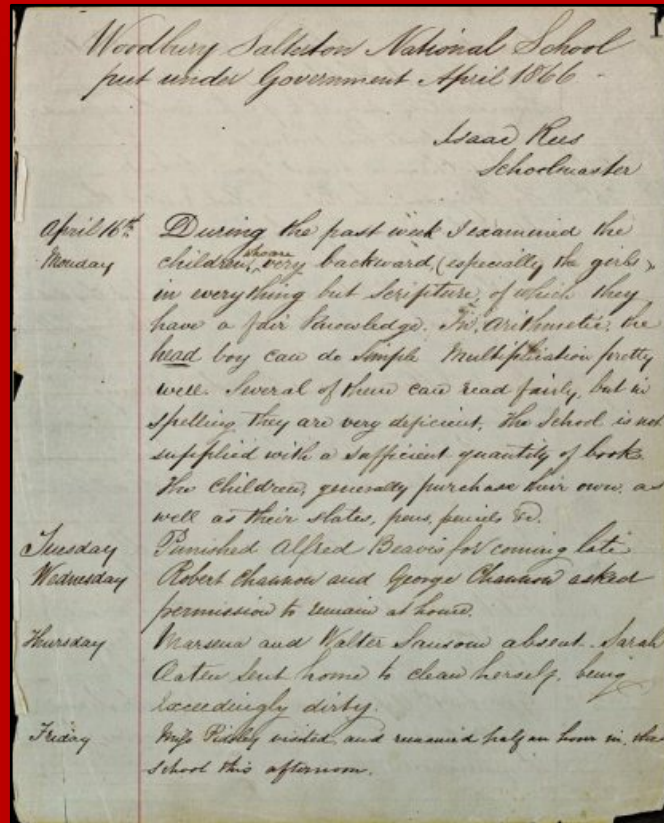 1
Woodbury Salterton National School
put under Government April 1866 -
Isaac Rees
Schoolmaster
April 16th During the past week I examined the
Monday children, who are very backward, (especially the girls),
in everything but Scripture, of which they
have a fair knowledge. In, arithmetic, the
head boy can do Simple Multiplication pretty
well. Several of them can read fairly, but in
spelling, they are very deficient, The School is not
supplied with a sufficient quantity of books.
The Children, generally purchase their own, as
well as their slates, pens, pencils &c.
Tuesday Punished Alfred Beavis for coming late
Wednesday Robert Channon and George Channon asked
permission to remain at home.
Thursday Marsena and Walter Sansom absent. Sarah
Oaten Sent home to clean herself, being
exceedingly dirty.
Friday Miss visited and remained half an hour in, the
school this afternoon.